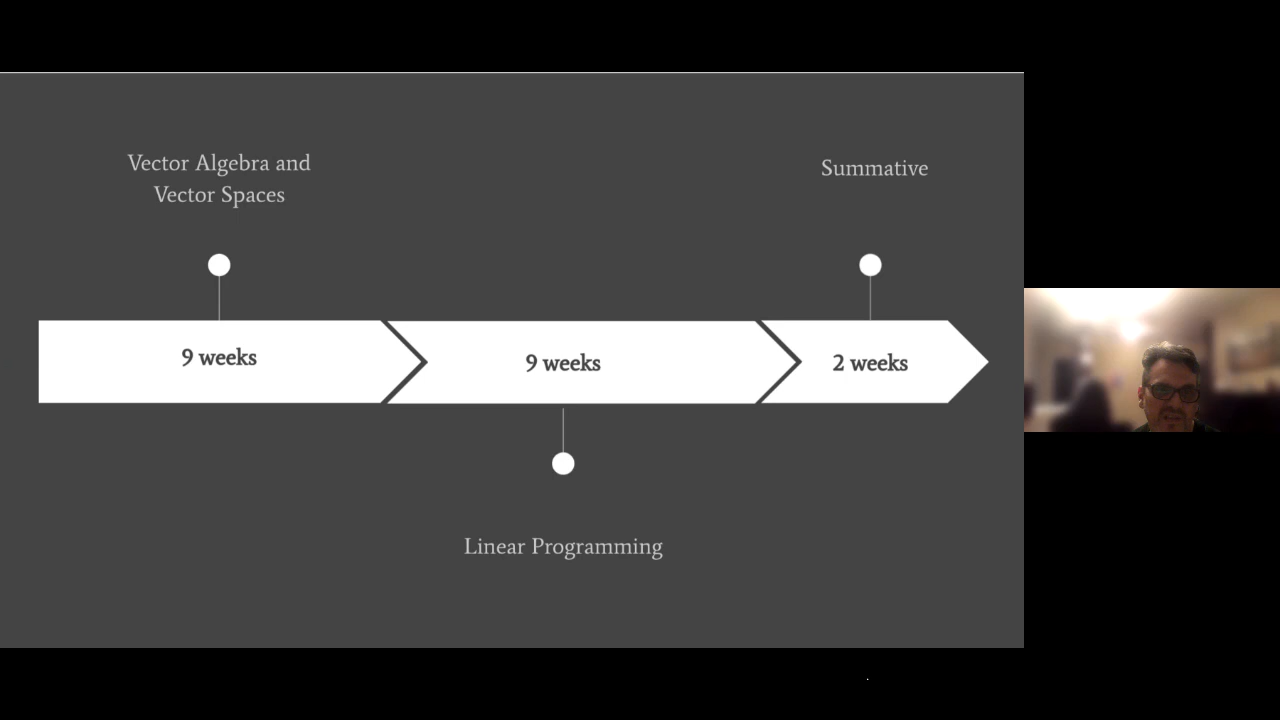 Vector Algebra and
Vector Spaces
Summative
9 weeks
9 weeks
2 weeks
Linear Programming